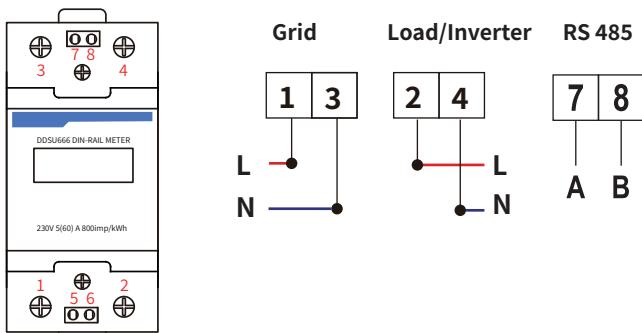 7 8
3 4
DDSU666 DIN-RAIL METER
230V 5(60) A 800imp/kWh
1 2
5 6
Grid
1 3
L
N
Load/Inverter
2 4
L
N
RS 485
7 8
A B